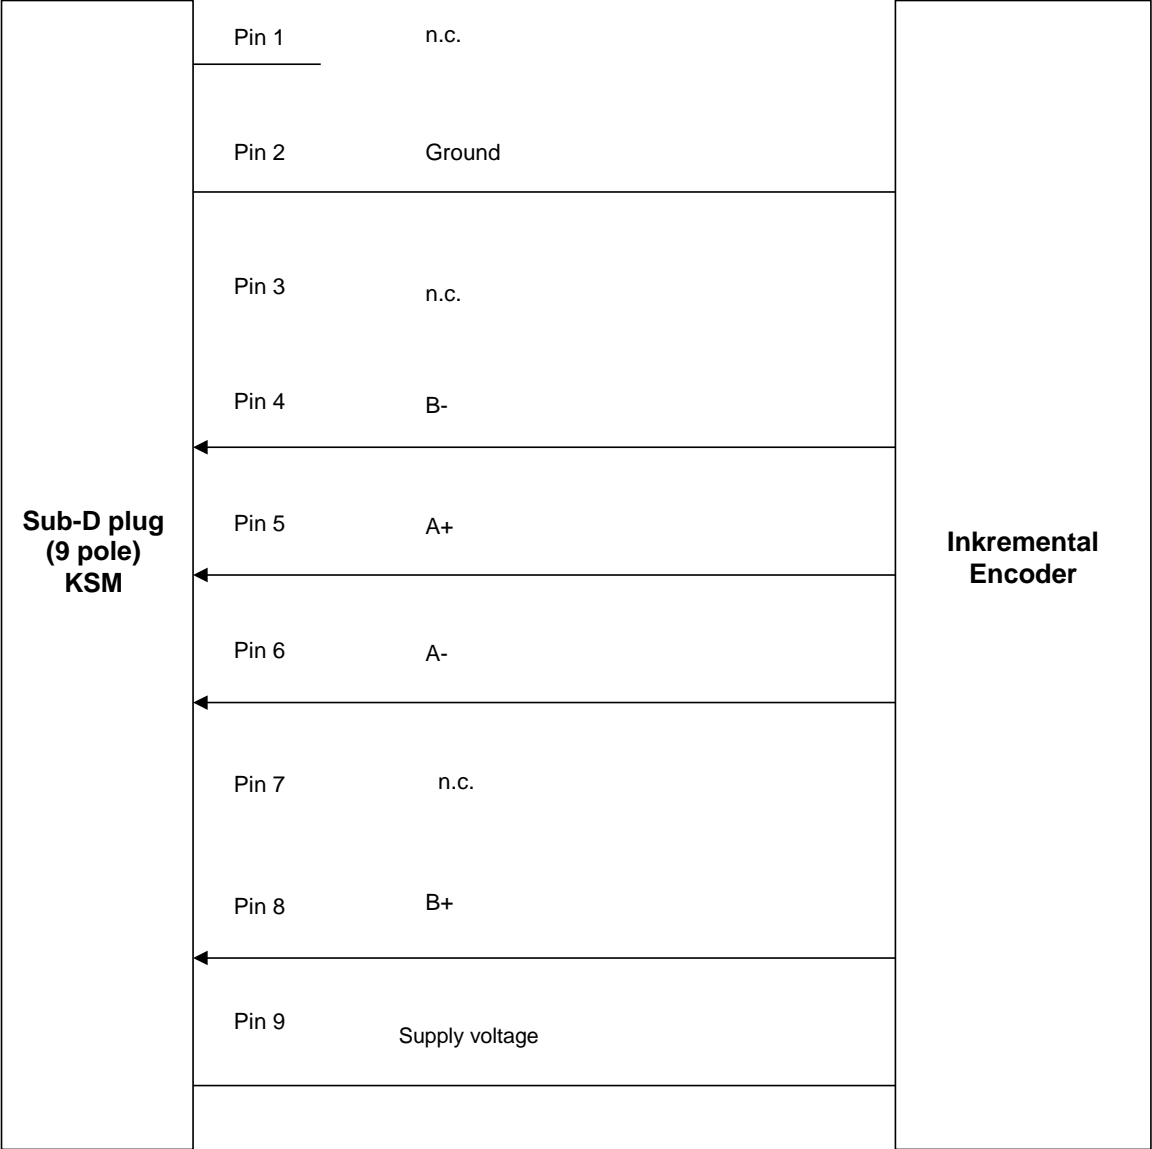 Pin 1 n.c.
Pin 2 Ground
Pin 3 n.c.
Pin 4 B-
Sub-D plug
(9 pole)
KSM
Pin 5 A+
Inkremental
Encoder
Pin 6 A-
Pin 7 n.c.
Pin 8 B+
Pin 9 Supply voltage